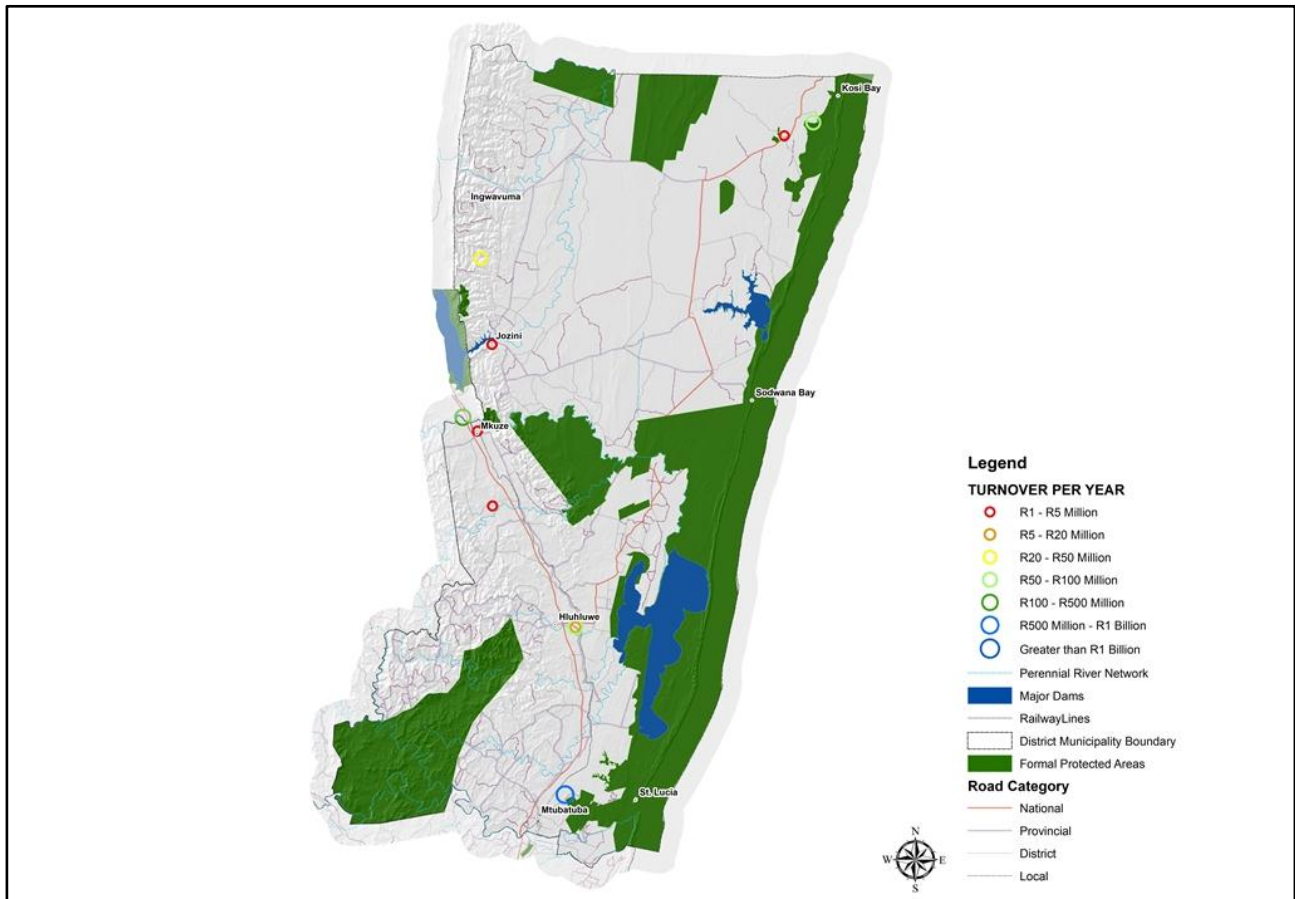 Kosi Bay
Ingwavuma
Jozini
Sodwana Bay
Mkuze
Hluhluwe
St. Lucia
Mtubatuba
Legend
TURNOVER PER YEAR
R1 - R5 Million
R5 - R20 Million
R20 - R50 Million
R50 - R100 Million
R100 - R500 Million
R500 Million - R1 Billion
Greater than R1 Billion
Perennial River Network
Major Dams
RailwayLines
District Municipality Boundary
Formal Protected Areas
Road Category
National
Provincial
District
Local
N
W E
S